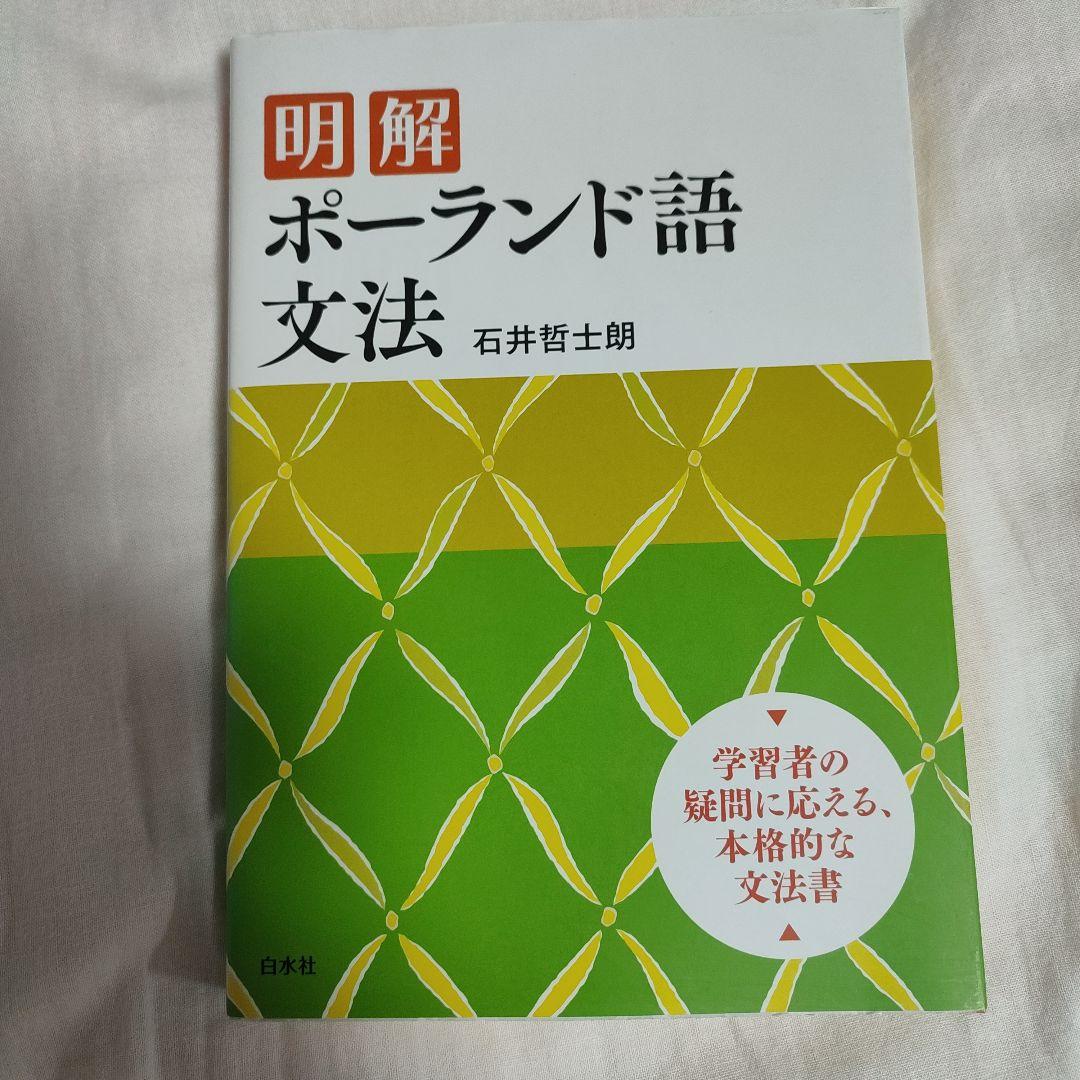 明解
ポーランド語
文法 石井哲士朗
▼
学習者の
疑問に応える、
本格的な
文法書
▲
白水社